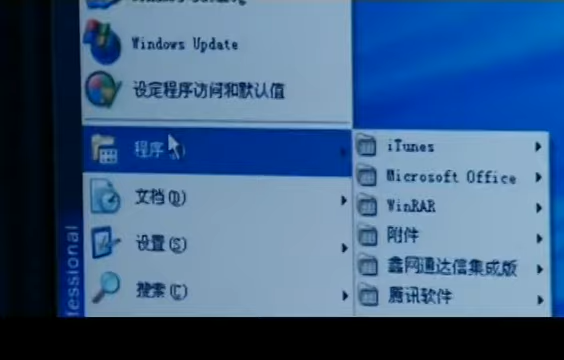 Windows Update
设定程序访问和默认值
程序
文档(D)
设置(S)
搜索(C)
iTunes
Microsoft Office
WinRAR
附件
鑫网通达信集成版
腾讯软件
fessional